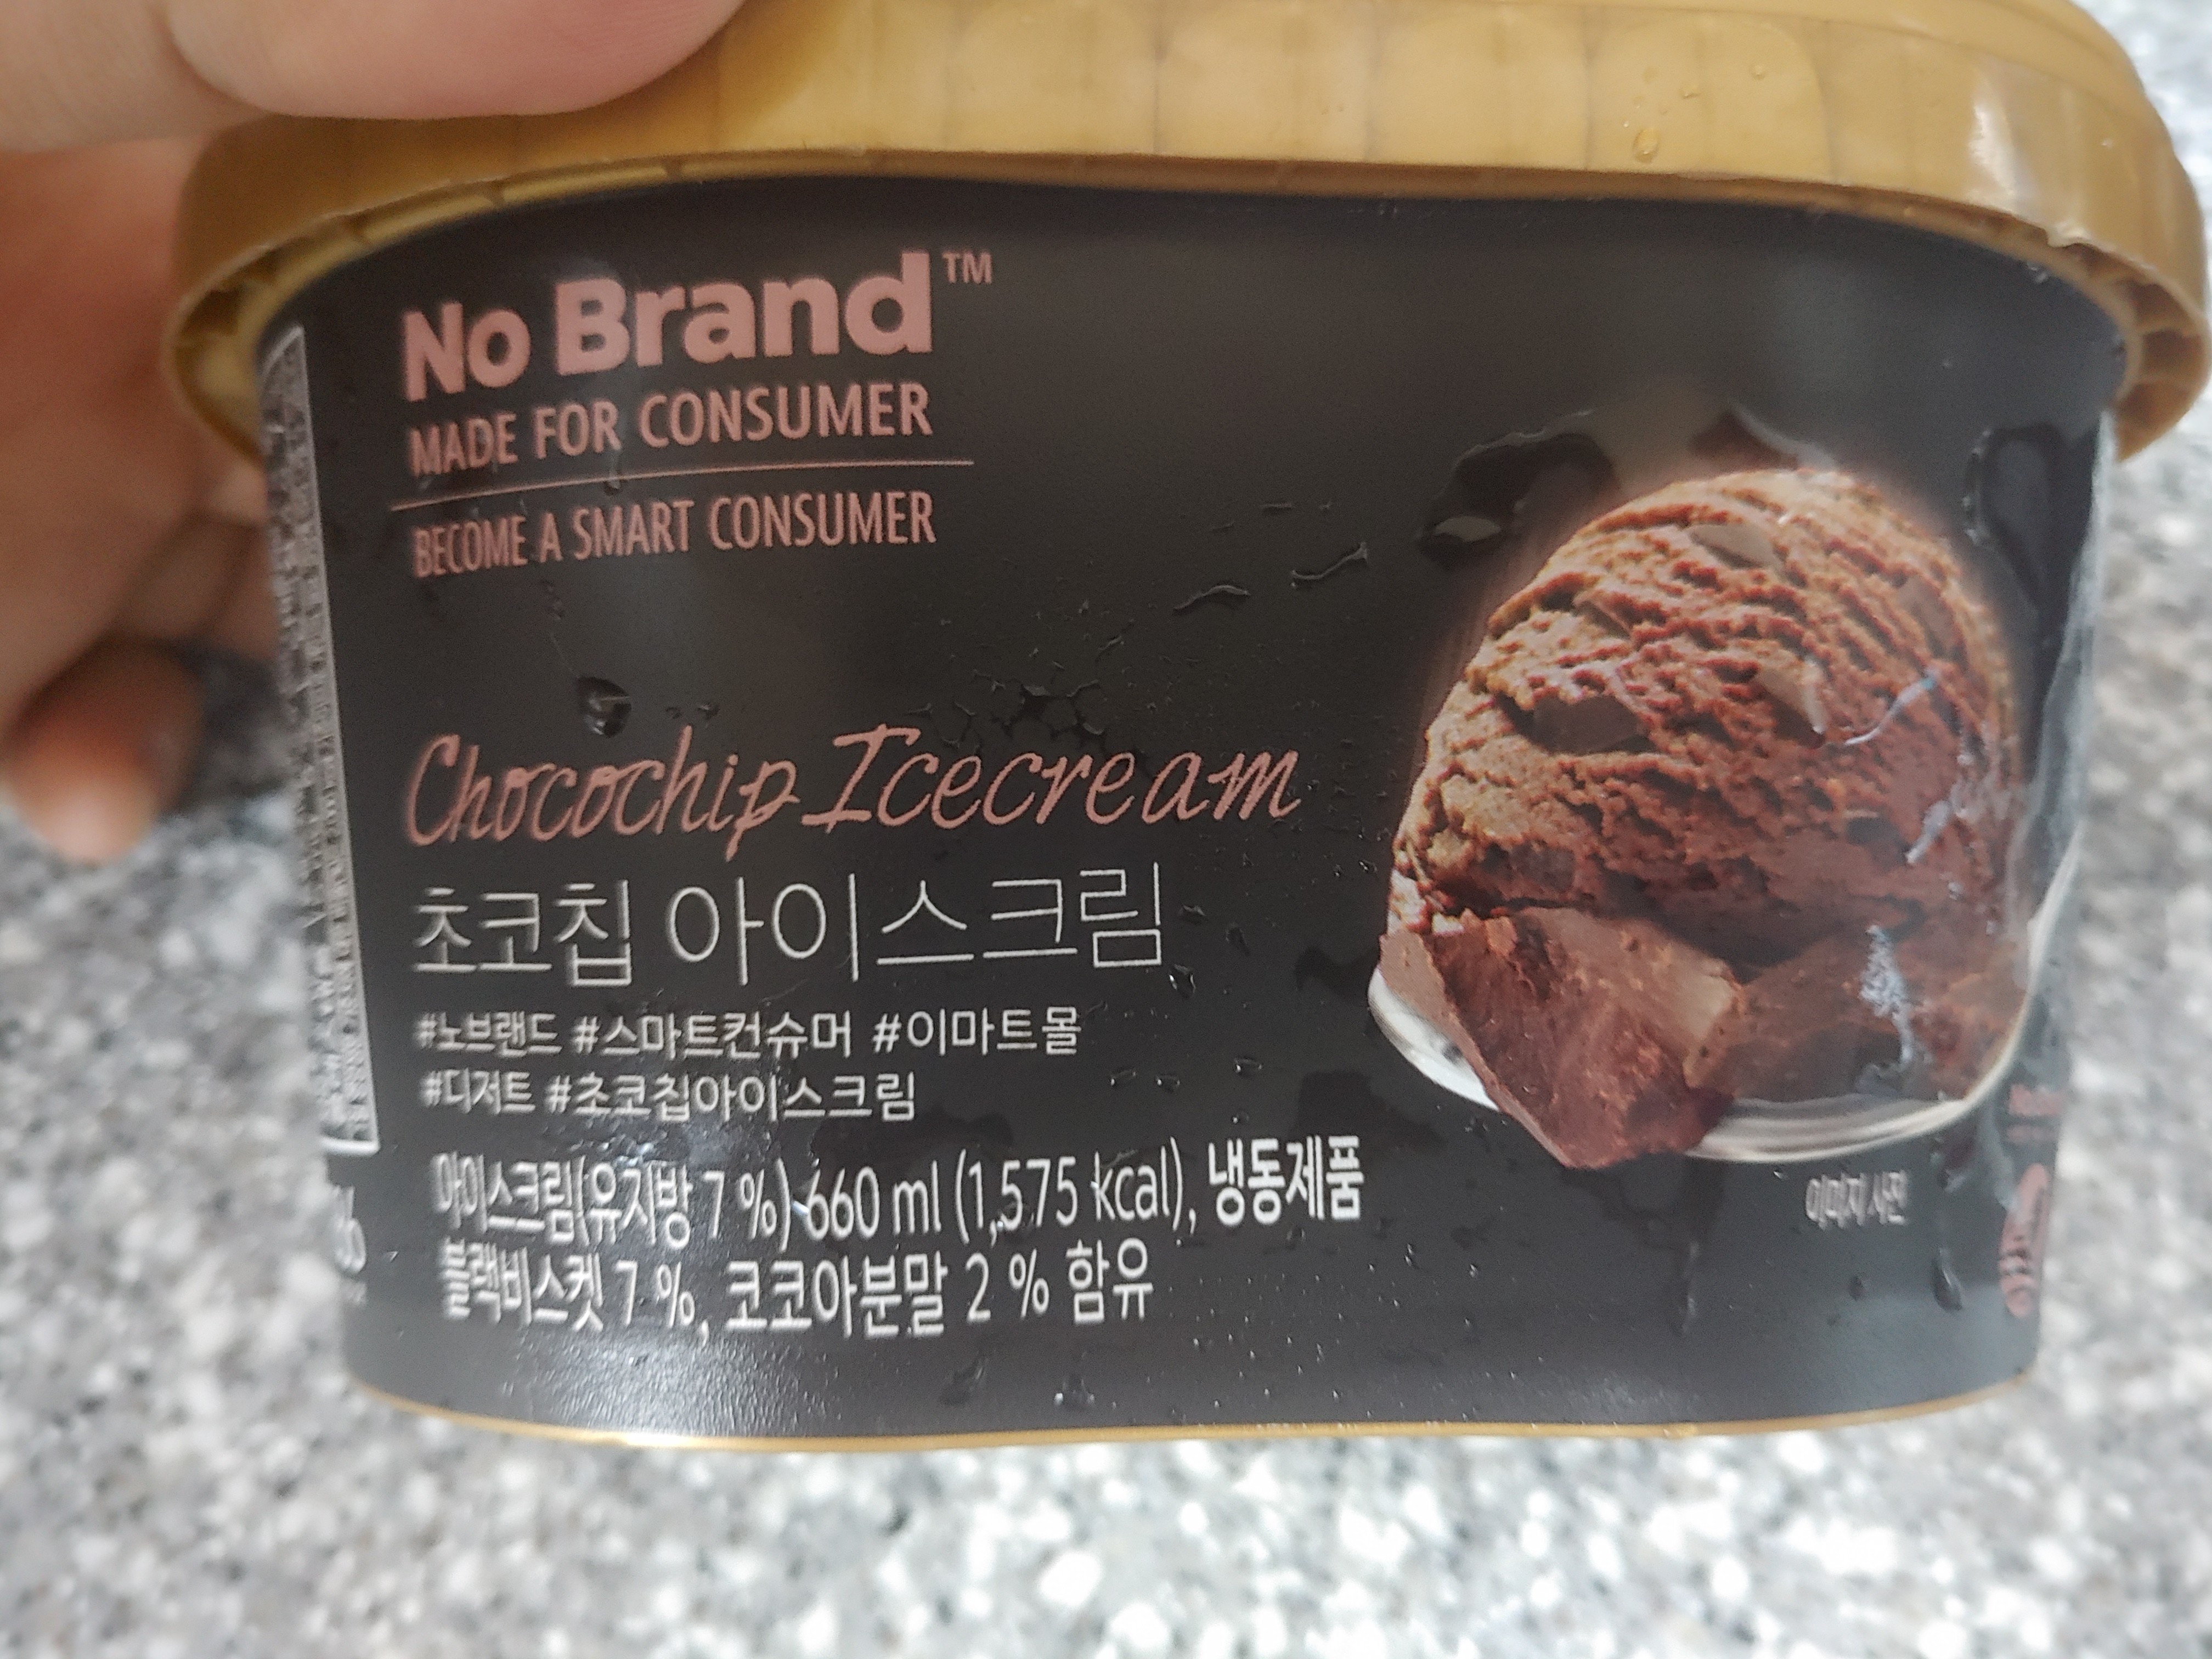 No Brand™
MADE FOR CONSUMER
BECOME A SMART CONSUMER
Chocochip Icecream
초코칩 아이스크림
#노브랜드 #스마트컨슈머 #이마트몰
#디저트 #초코칩아이스크림
아이스크림(유지방 7 %) 660 ml (1,575 kcal), 냉동제품
블랙비스켓 7 %, 코코아분말 2 % 함유
이미지 사진